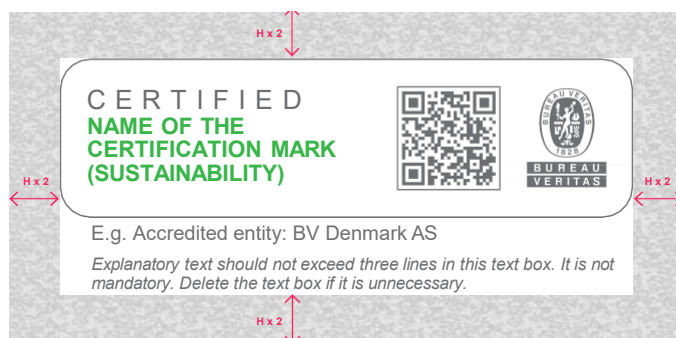 H x 2
CERTIFIED
NAME OF THE
CERTIFICATION MARK
(SUSTAINABILITY)
BUREAU VERITAS
1828
BUREAU
VERITAS
H x 2
H x 2
E.g. Accredited entity: BV Denmark AS
Explanatory text should not exceed three lines in this text box. It is not
mandatory. Delete the text box if it is unnecessary.
H x 2